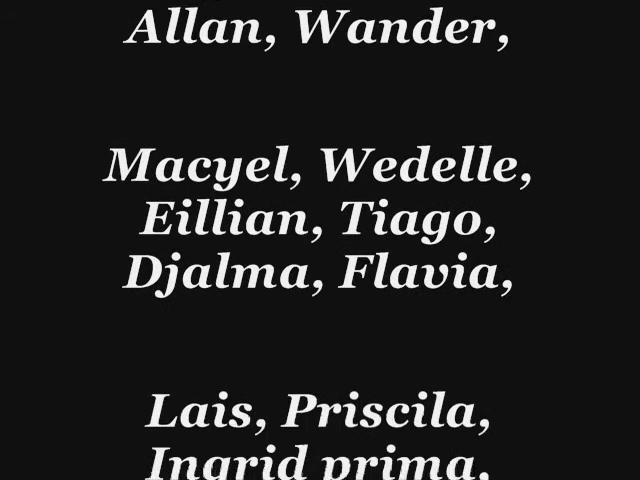 Allan, Wander,
Macyel, Wedelle,
Eillian, Tiago,
Djalma, Flavia,
Lais, Priscila,
Ingrid prima,